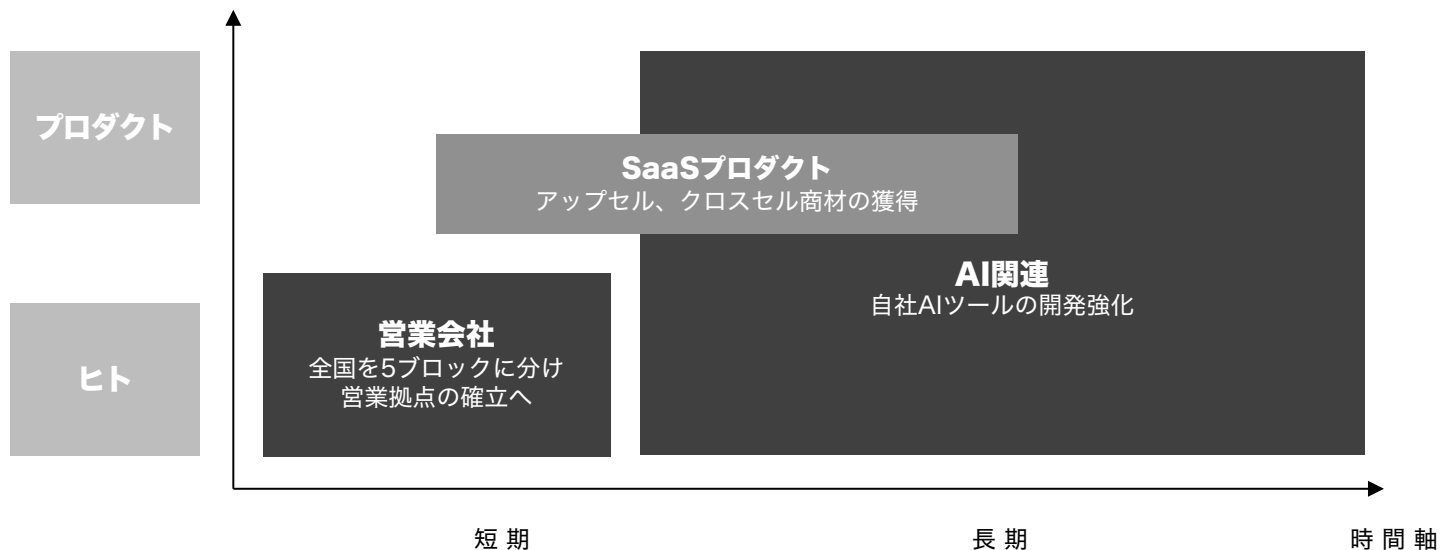 プロダクト
SaaSプロダクト
アップセル、クロスセル商材の獲得
AI関連
自社AIツールの開発強化
営業会社
全国を5ブロックに分け
営業拠点の確立へ
ヒト
短期
長期
時間軸